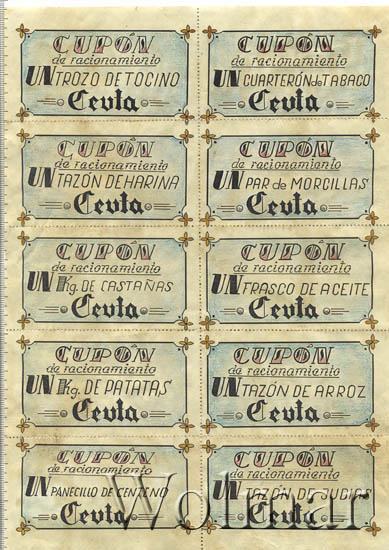 CUPÓN
de racionamiento
UN TROZO DE TOCINO
Ceuta
CUPÓN
de racionamiento
UN CUARTERÓN de TABACO
Ceuta
CUPÓN
de racionamiento
UN TAZÓN DE HARINA
Ceuta
CUPÓN
de racionamiento
UN PAR de MORCILLAS
Ceuta
CUPÓN
de racionamiento
UN Kg. DE CASTAÑAS
Ceuta
CUPÓN
de racionamiento
UN FRASCO DE ACEITE
Ceuta
CUPÓN
de racionamiento
UN Kg. DE PATATAS
Ceuta
CUPÓN
de racionamiento
UN TAZÓN DE ARROZ
Ceuta
CUPÓN
de racionamiento
UN PANECILLO DE CENTENO
Ceuta
CUPÓN
de racionamiento
UN TAZÓN DE JUDIAS
Ceuta
Wolmar